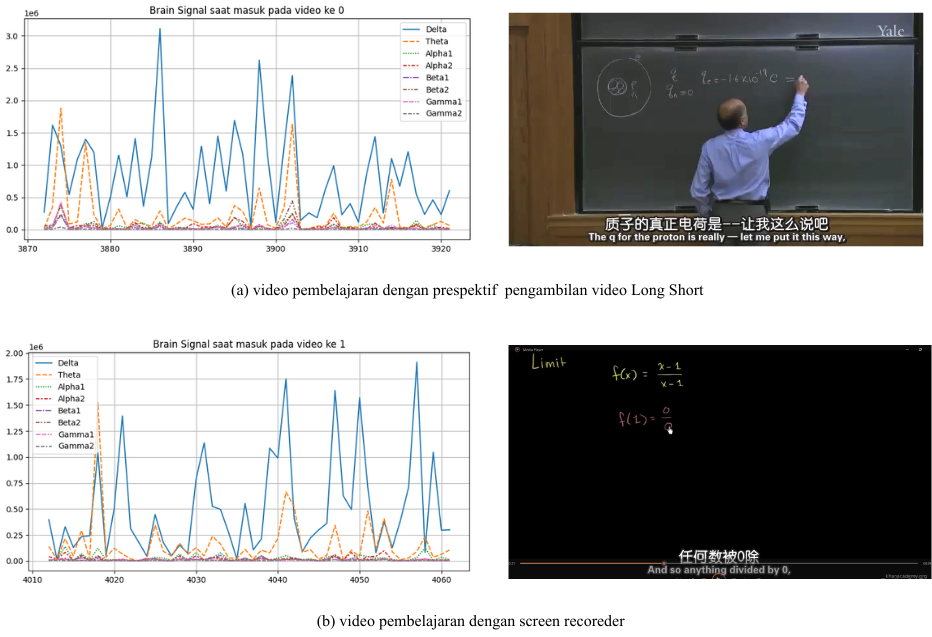 Brain Signal saat masuk pada video ke 0
1e6
3.0
2.5
2.0
1.5
1.0
0.5
0.0
3870 3880 3890 3900 3910 3920
Delta
Theta
Alpha1
Alpha2
Beta1
Beta2
Gamma1
Gamma2
Yale
质子的真正电荷是--让我这么说吧
The q for the proton is really — let me put it this way,
(a) video pembelajaran dengan prespektif pengambilan video Long Short
Brain Signal saat masuk pada video ke 1
1e6
2.00
1.75
1.50
1.25
1.00
0.75
0.50
0.25
0.00
4010 4020 4030 4040 4050 4060
Delta
Theta
Alpha1
Alpha2
Beta1
Beta2
Gamma1
Gamma2
Limit
f(x) = x-1
x-1
f(1) = 0
0
任何数被0除
And so anything divided by 0,
(b) video pembelajaran dengan screen recoreder